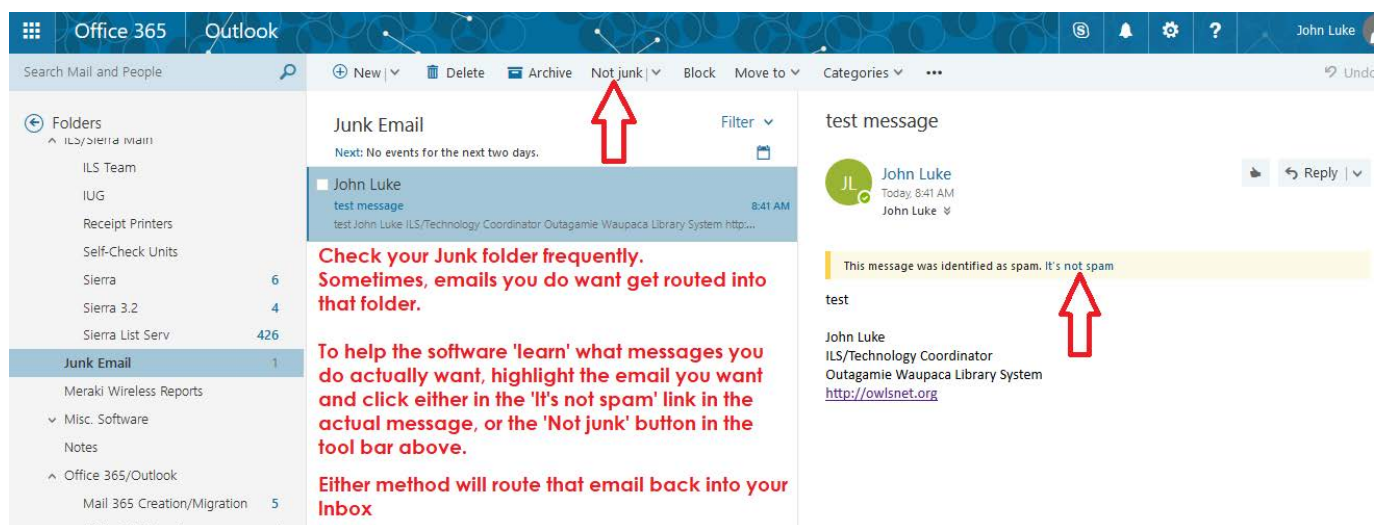 Office 365
Outlook
John Luke
Search Mail and People
New
Delete
Archive
Not junk
Block
Move to
Categories
•••
Undo
Folders
ILS/Sierra Main
ILS Team
IUG
Receipt Printers
Self-Check Units
Sierra 6
Sierra 3.2 4
Sierra List Serv 426
Junk Email 1
Meraki Wireless Reports
Misc. Software
Notes
Office 365/Outlook
Mail 365 Creation/Migration 5
Junk Email
Filter
Next: No events for the next two days.
John Luke
test message 8:41 AM
test John Luke ILS/Technology Coordinator Outagamie Waupaca Library System http:...
Check your Junk folder frequently.
Sometimes, emails you do want get routed into
that folder.
To help the software 'learn' what messages you
do actually want, highlight the email you want
and click either in the 'It's not spam' link in the
actual message, or the 'Not junk' button in the
tool bar above.
Either method will route that email back into your
Inbox
test message
JL
John Luke
Today, 8:41 AM
John Luke
Reply
This message was identified as spam. It's not spam
test
John Luke
ILS/Technology Coordinator
Outagamie Waupaca Library System
http://owlsnet.org